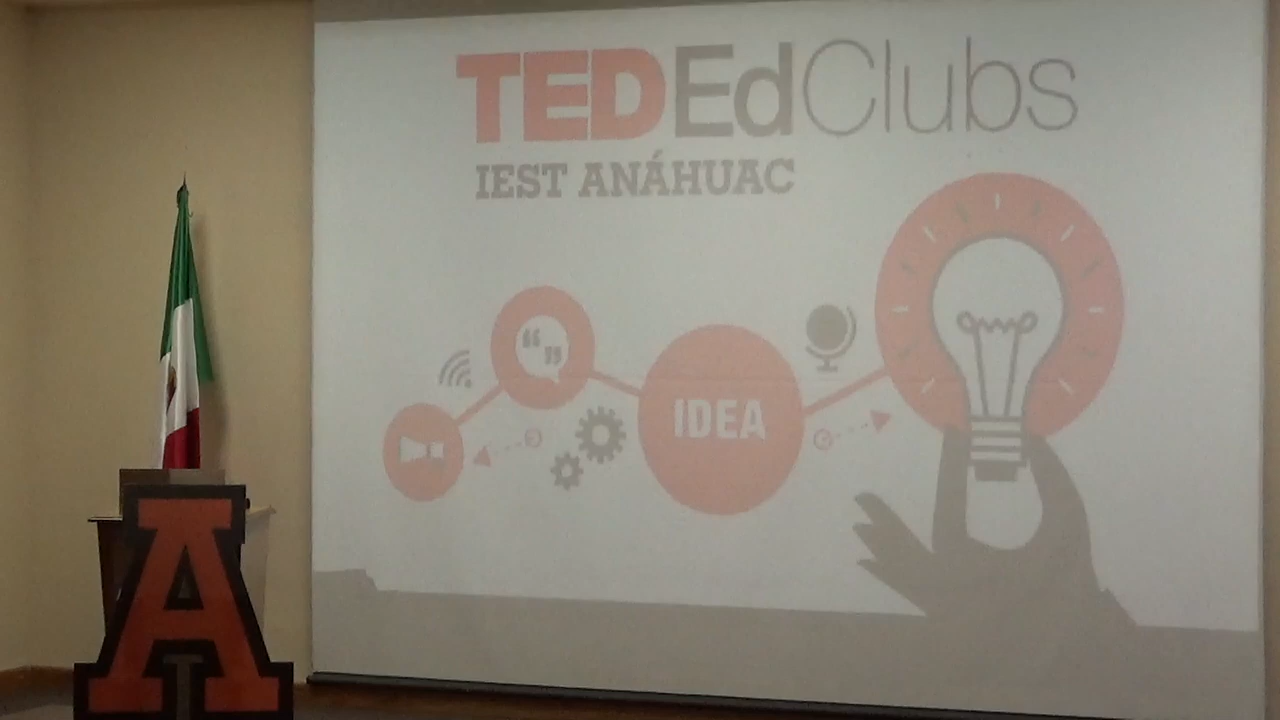 TEDEdClubs
IEST ANÁHUAC
“ ”
IDEA
A